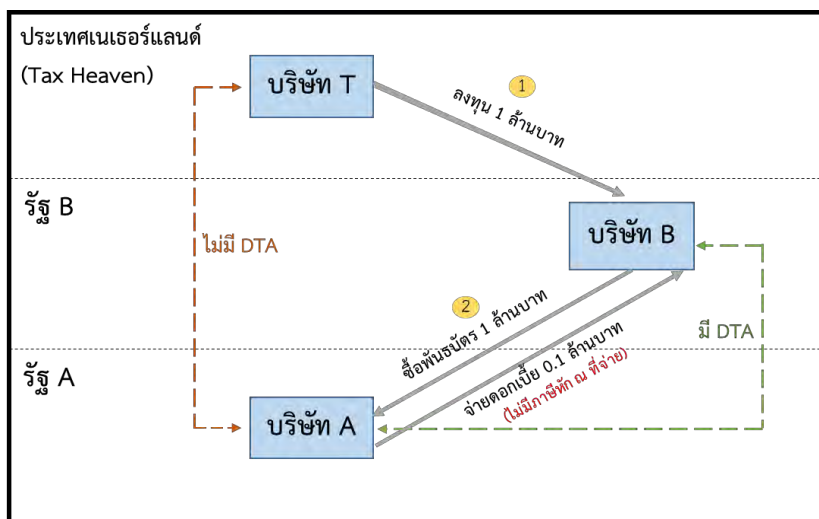 ประเทศเนเธอร์แลนด์
(Tax Heaven)
บริษัท T
1
ลงทุน 1 ล้านบาท
รัฐ B
บริษัท B
ไม่มี DTA
2
ซื้อพันธบัตร 1 ล้านบาท
จ่ายดอกเบี้ย 0.1 ล้านบาท
(ไม่มีภาษีหัก ณ ที่จ่าย)
มี DTA
รัฐ A
บริษัท A